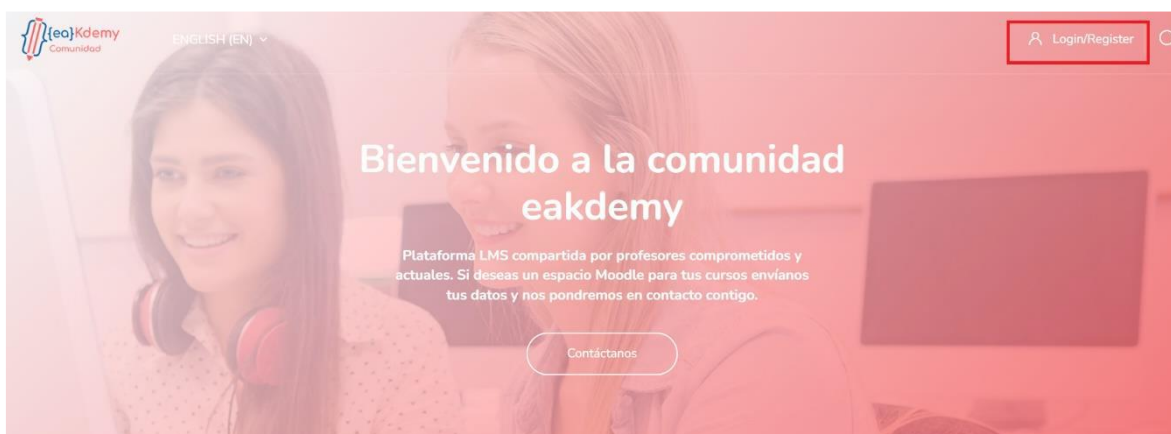 {ea}Kdemy
Comunidad
ENGLISH (EN)
Login/Register
Bienvenido a la comunidad
eakdemy
Plataforma LMS compartida por profesores comprometidos y
actuales. Si deseas un espacio Moodle para tus cursos envíanos
tus datos y nos pondremos en contacto contigo.
Contáctanos